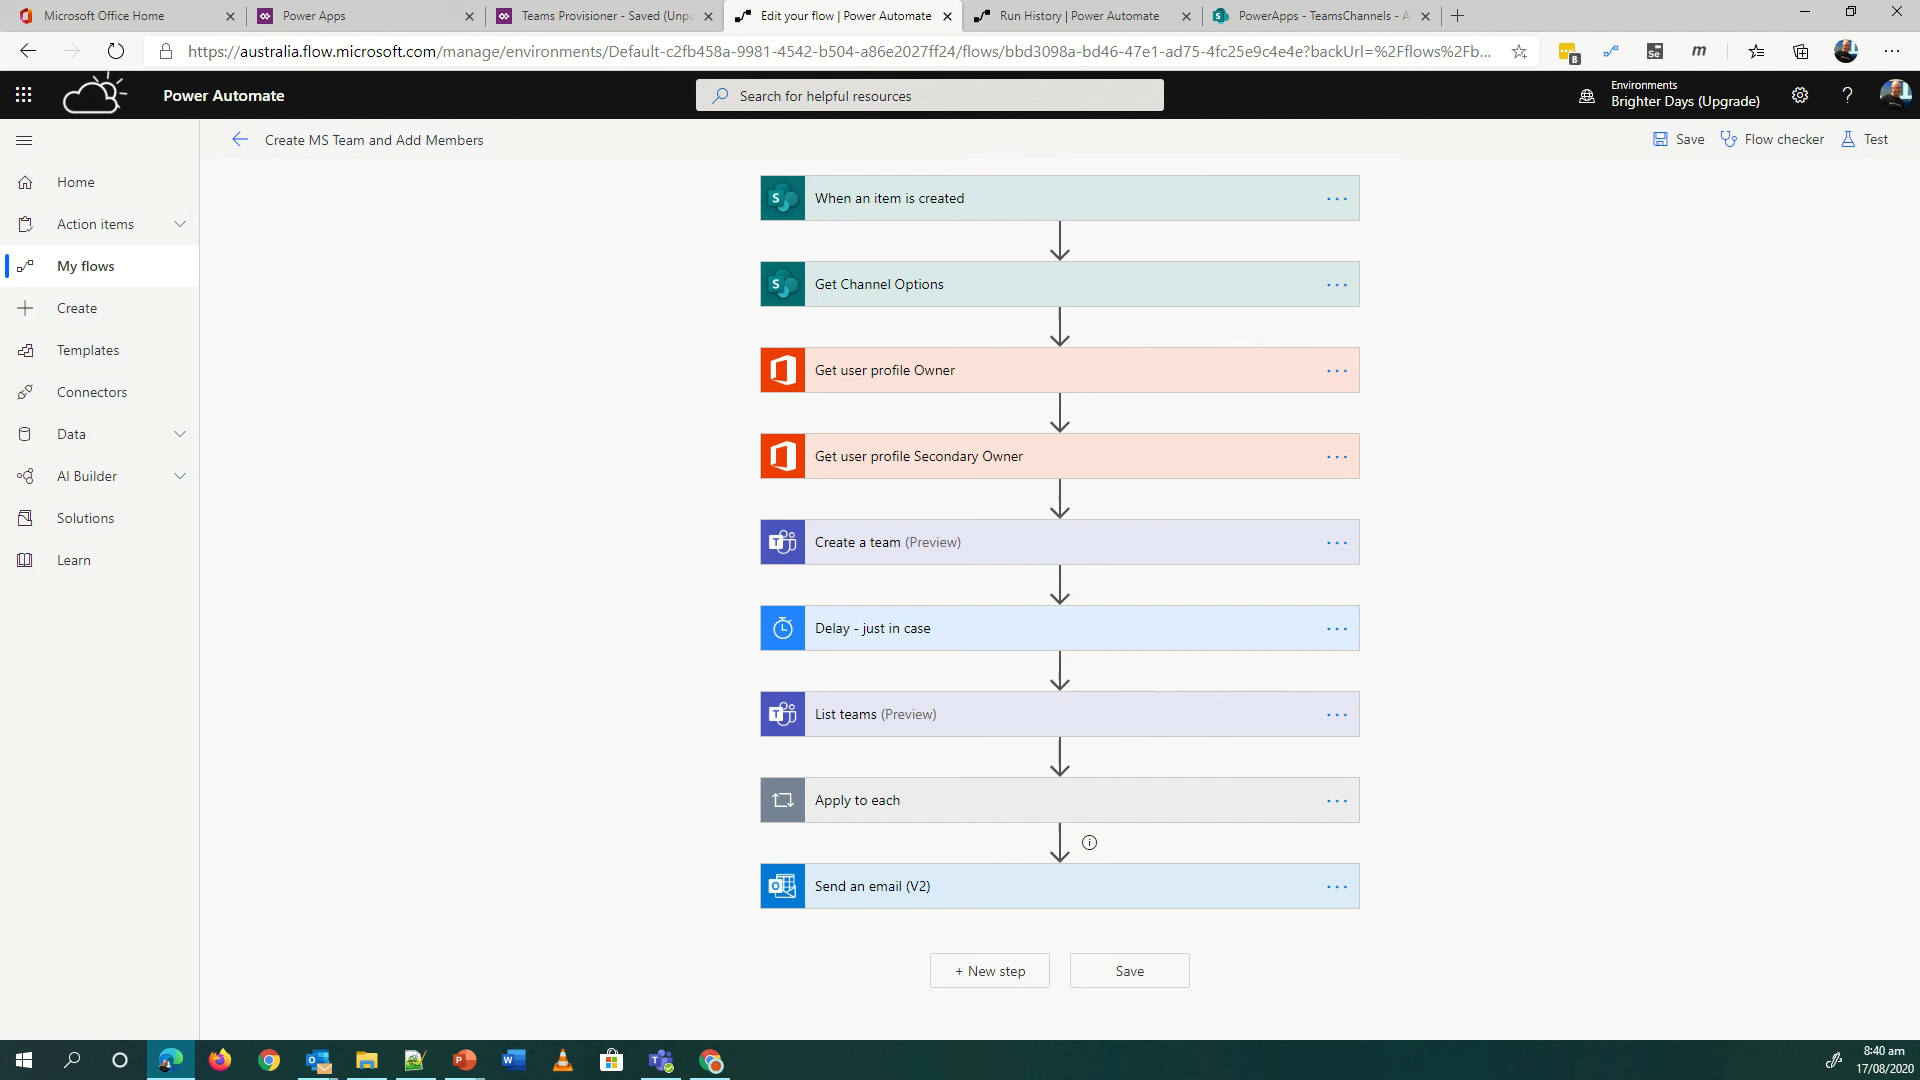 Microsoft Office Home
Power Apps
Teams Provisioner - Saved (Unpu
Edit your flow | Power Automate
Run History | Power Automate
PowerApps - TeamsChannels - A
https://australia.flow.microsoft.com/manage/environments/Default-c2fb458a-9981-4542-b504-a86e2027ff24/flows/bbd3098a-bd46-47e1-ad75-4fc25e9c4e4e?backUrl=%2Fflows%2Fb...
8
Se
m
Power Automate
Search for helpful resources
Environments
Brighter Days (Upgrade)
Create MS Team and Add Members
Save
Flow checker
Test
Home
Action items
My flows
Create
Templates
Connectors
Data
AI Builder
Solutions
Learn
When an item is created
Get Channel Options
Get user profile Owner
Get user profile Secondary Owner
Create a team (Preview)
Delay - just in case
List teams (Preview)
Apply to each
Send an email (V2)
+ New step
Save
8:40 am
17/08/2020